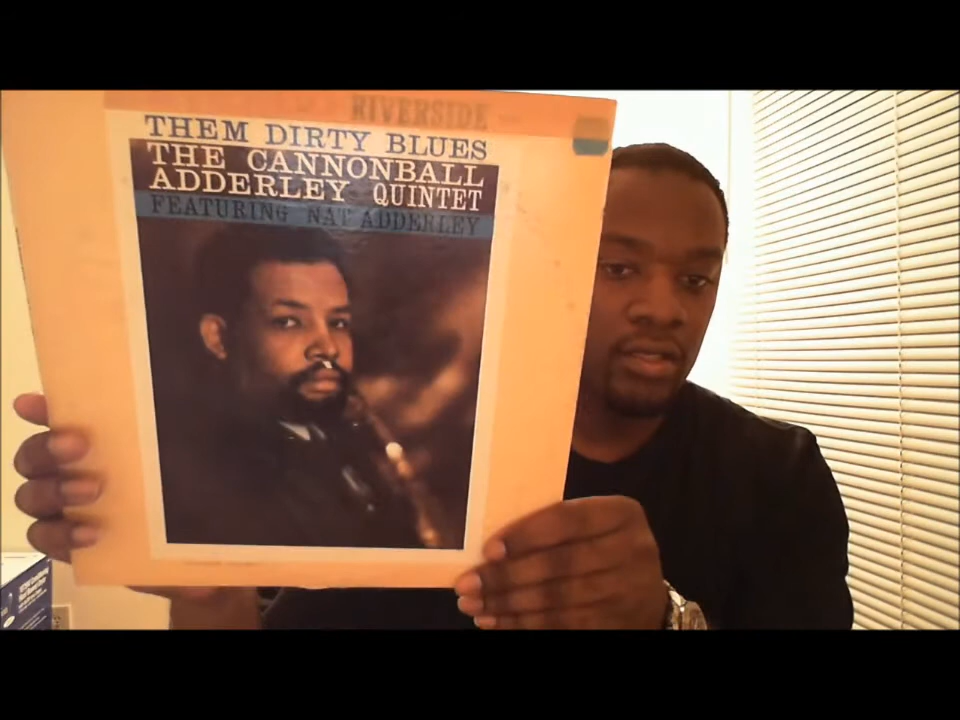 RIVERSIDE
THEM DIRTY BLUES
THE CANNONBALL
ADDERLEY QUINTET
FEATURING NAT ADDERLEY